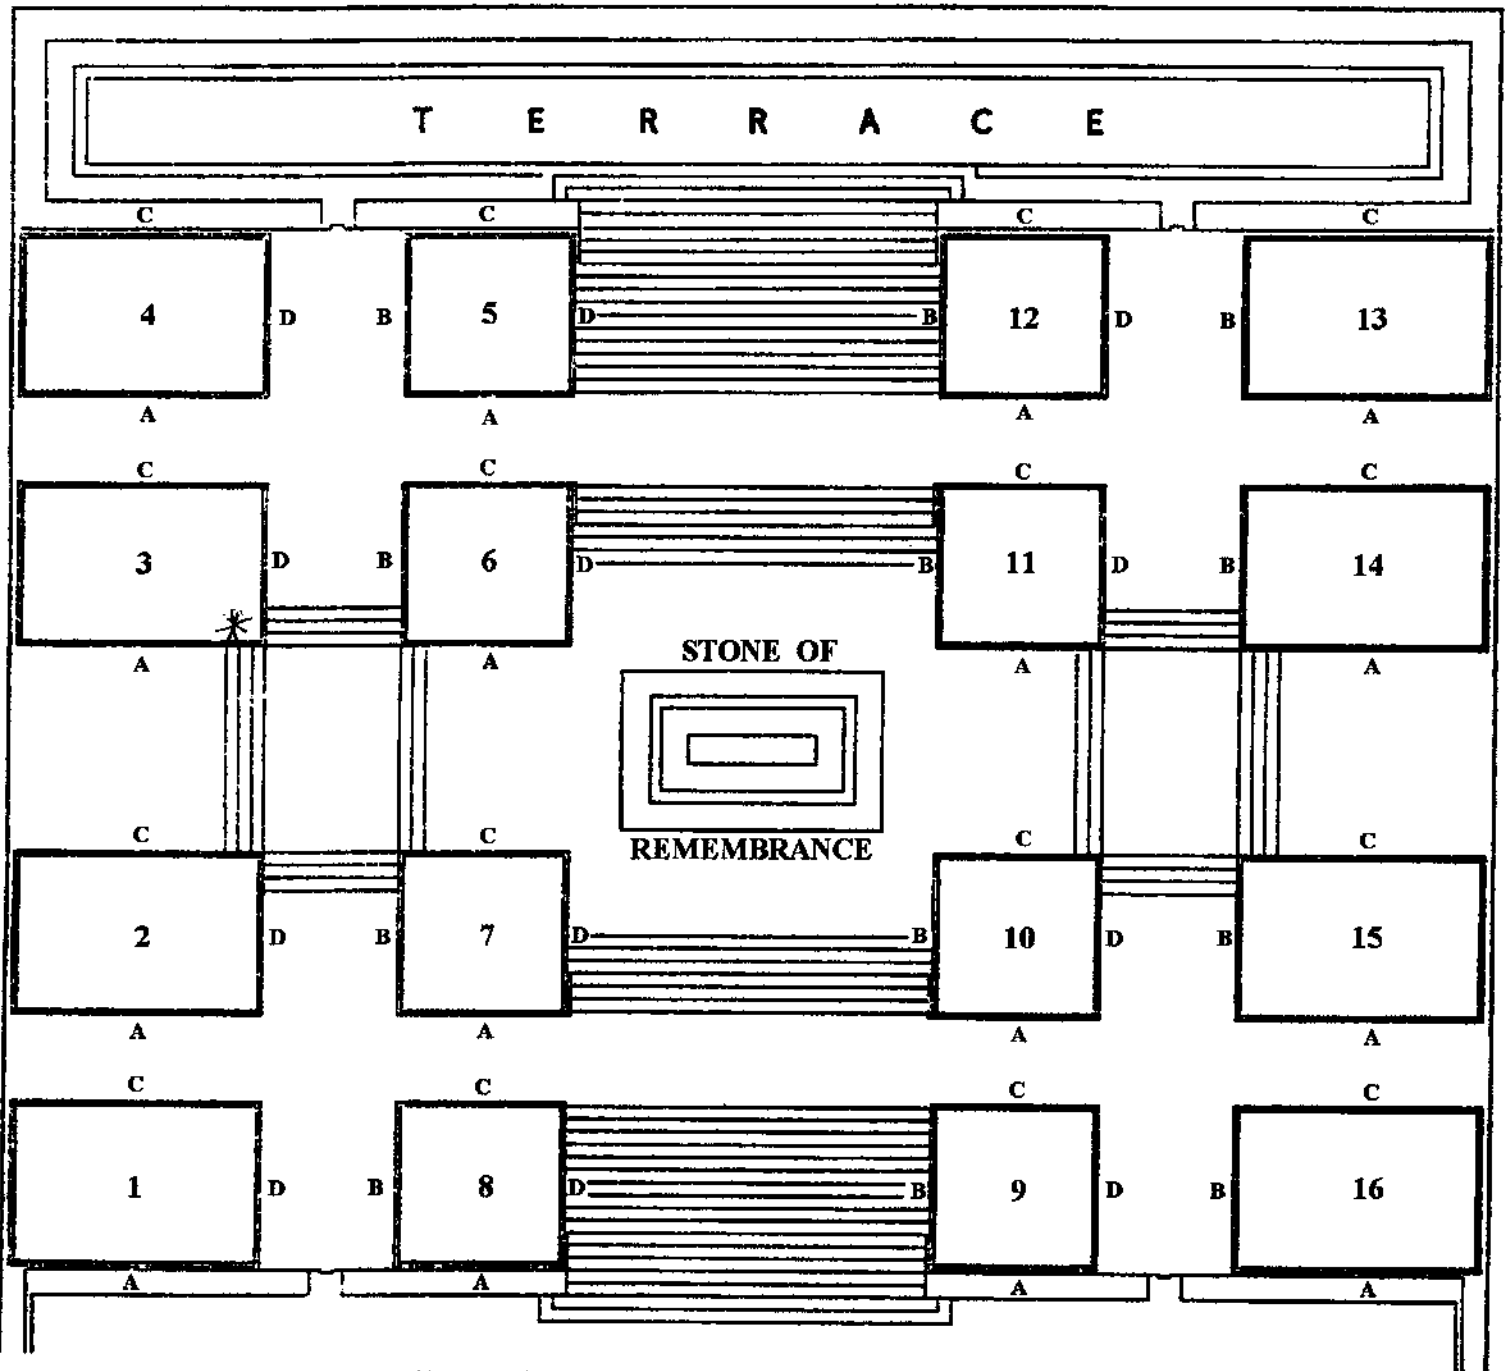 T E R R A C E
C C C C
4 D B 5 D B 12 D B 13
A A A A
C C C C
3 D B 6 D B 11 D B 14
A A STONE OF A A
C C REMEMBRANCE C C
2 D B 7 D B 10 D B 15
A A A A
C C C C
1 D B 8 D B 9 D B 16
A A A A